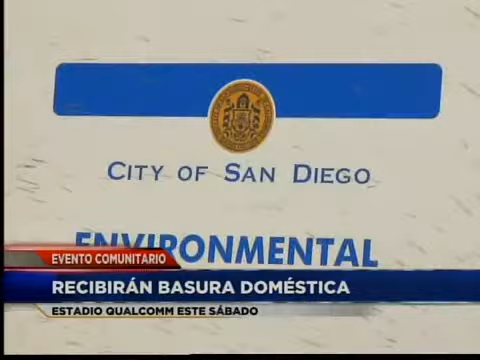 CITY OF SAN DIEGO
ENVIRONMENTAL
EVENTO COMUNITARIO
RECIBIRÁN BASURA DOMÉSTICA
ESTADIO QUALCOMM ESTE SÁBADO